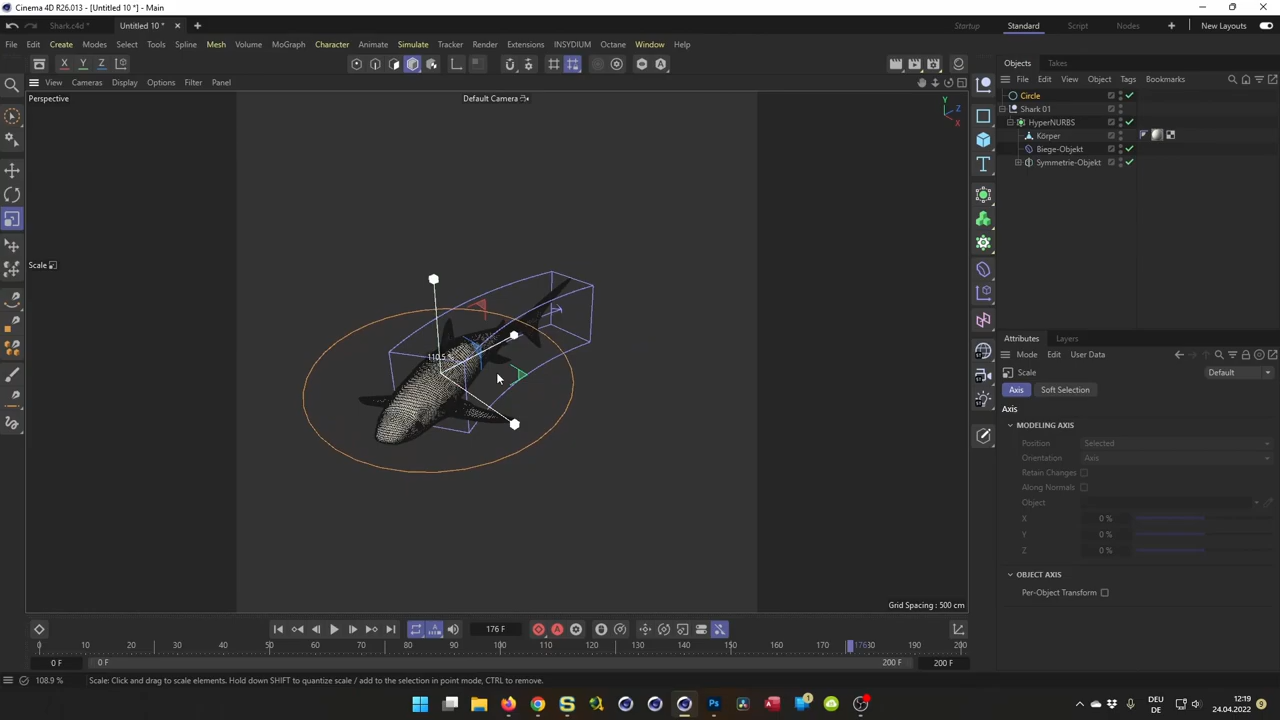 Cinema 4D R26.013 - [Untitled 10 *] - Main
Shark.c4d *
Untitled 10 *
Startup
Standard
Script
Nodes
New Layouts
File Edit Create Modes Select Tools Spline Mesh Volume MoGraph Character Animate Simulate Tracker Render Extensions INSYDIUM Octane Window Help
X Y Z
Objects Takes
View Cameras Display Options Filter Panel
File Edit View Object Tags Bookmarks
Perspective
Default Camera
Y
Z
X
Circle
Shark 01
HyperNURBS
Körper
Biege-Objekt
Symmetrie-Objekt
Scale
110.5
Attributes Layers
Mode Edit User Data
Scale
Default
Axis Soft Selection
Axis
MODELING AXIS
Position Selected
Orientation Axis
Retain Changes
Along Normals
Object
X 0 %
Y 0 %
Z 0 %
OBJECT AXIS
Per-Object Transform
Grid Spacing : 500 cm
176 F
0 10 20 30 40 50 60 70 80 90 100 110 120 130 140 150 160 170 176 80 190 200
0 F 0 F 200 F 200 F
108.9 % Scale: Click and drag to scale elements. Hold down SHIFT to quantize scale / add to the selection in point mode, CTRL to remove.
DEU
DE
12:19
24.04.2022